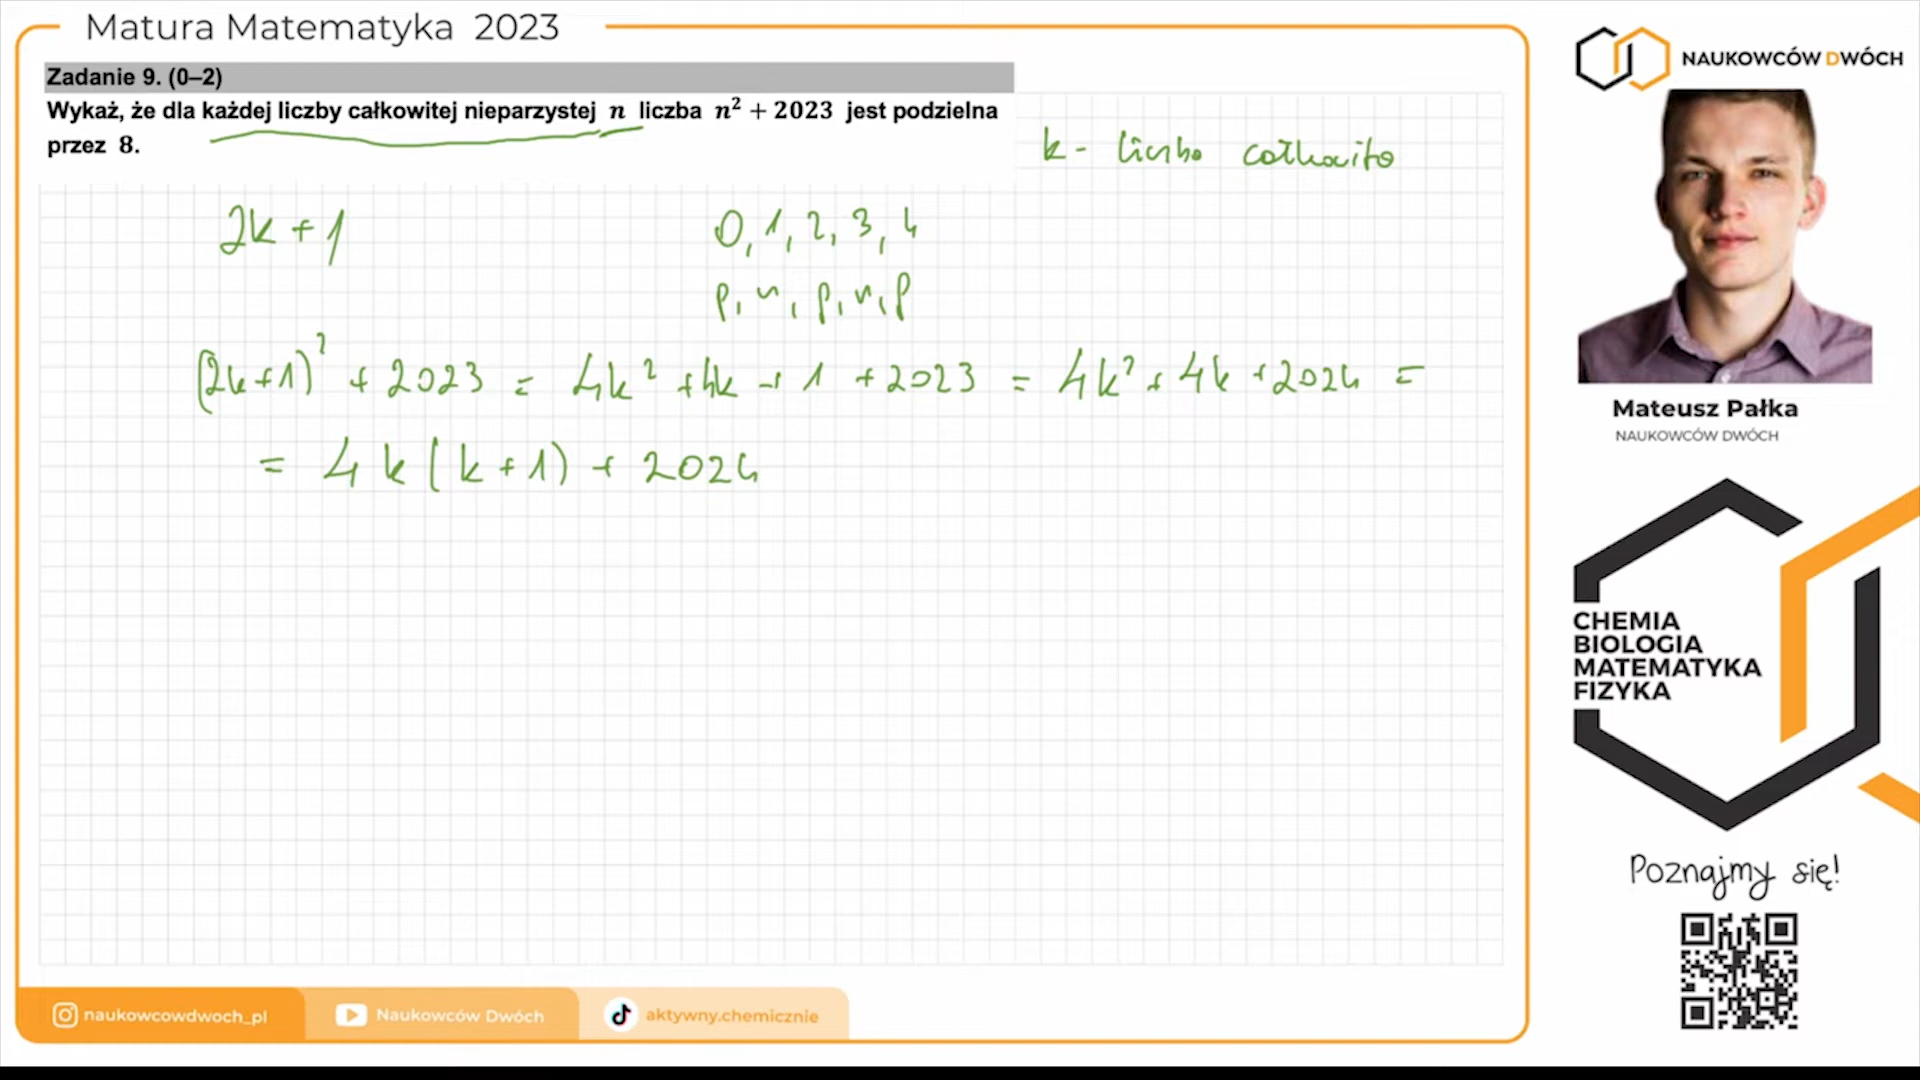 Matura Matematyka 2023
NAUKOWCÓW DWÓCH
Zadanie 9. (0–2)
Wykaż, że dla każdej liczby całkowitej nieparzystej n liczba n² + 2023 jest podzielna
przez 8.
k - liczba całkowita
2k + 1
0, 1, 2, 3, 4
p, n, p, n, p
(2k+1)² + 2023 = 4k² + 4k + 1 + 2023 = 4k² + 4k + 2024 =
= 4k(k+1) + 2024
Mateusz Pałka
NAUKOWCÓW DWÓCH
CHEMIA
BIOLOGIA
MATEMATYKA
FIZYKA
Poznajmy się!
naukowcowdwoch_pl
Naukowców Dwóch
aktywny.chemicznie